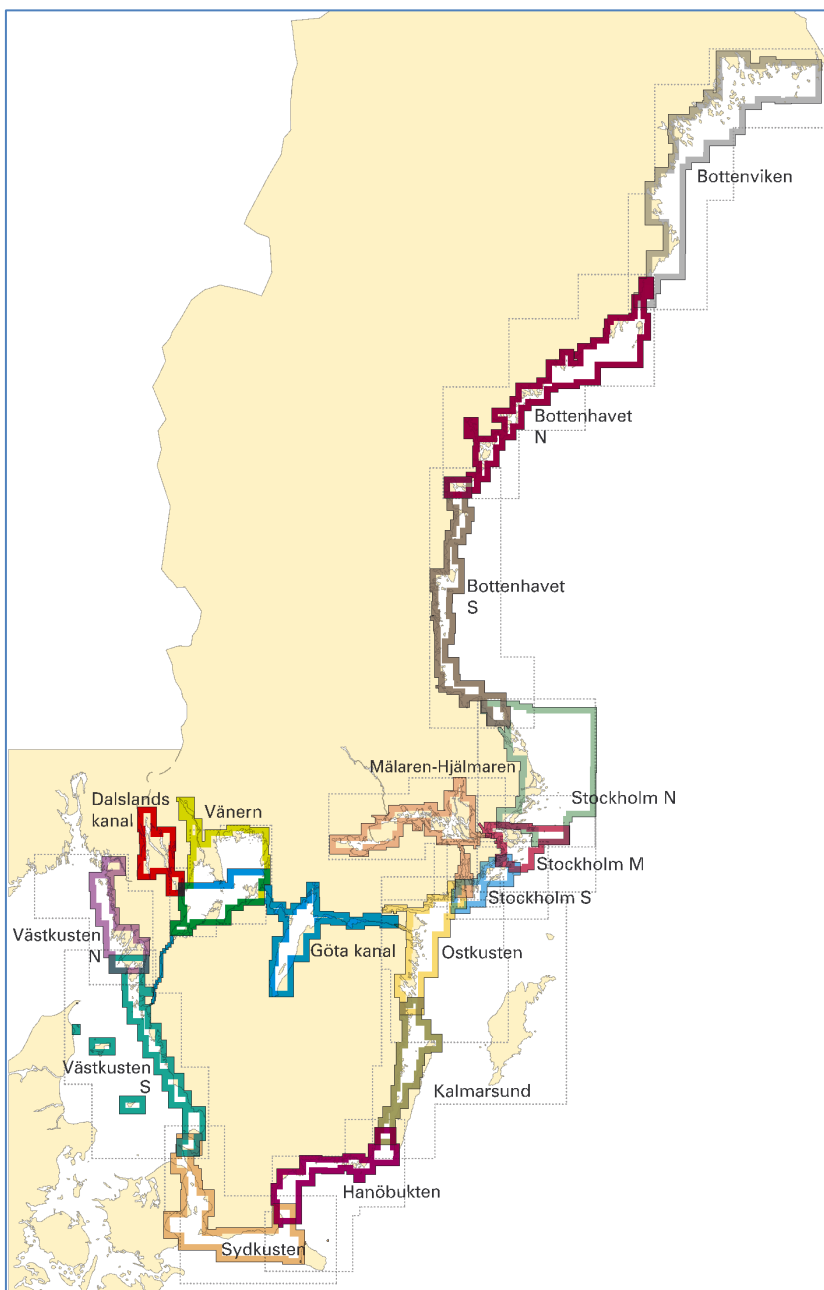 Bottenviken
Bottenhavet
N
Bottenhavet
S
Mälaren-Hjälmaren
Dalslands
kanal
Vänern
Stockholm N
Stockholm M
Stockholm S
Västkusten
N
Göta kanal
Ostkusten
Västkusten
S
Kalmarsund
Hanöbukten
Sydkusten